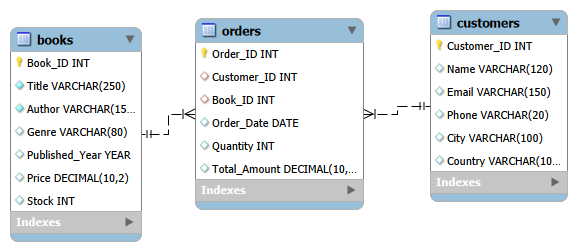 books
Book_ID INT
Title VARCHAR(250)
Author VARCHAR(15...
Genre VARCHAR(80)
Published_Year YEAR
Price DECIMAL(10,2)
Stock INT
Indexes
orders
Order_ID INT
Customer_ID INT
Book_ID INT
Order_Date DATE
Quantity INT
Total_Amount DECIMAL(10,...
Indexes
customers
Customer_ID INT
Name VARCHAR(120)
Email VARCHAR(150)
Phone VARCHAR(20)
City VARCHAR(100)
Country VARCHAR(10...
Indexes